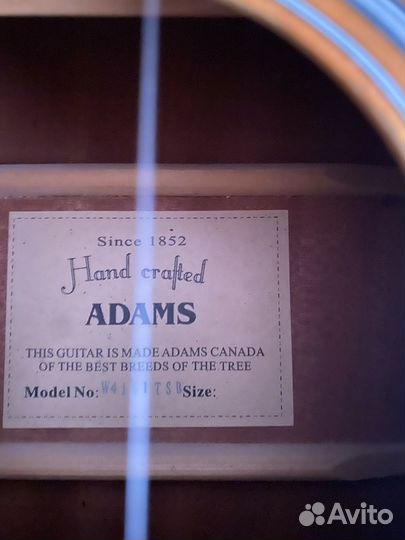 Since 1852
Hand crafted
ADAMS
THIS GUITAR IS MADE ADAMS CANADA
OF THE BEST BREEDS OF THE TREE
Model No: Size:
Avito